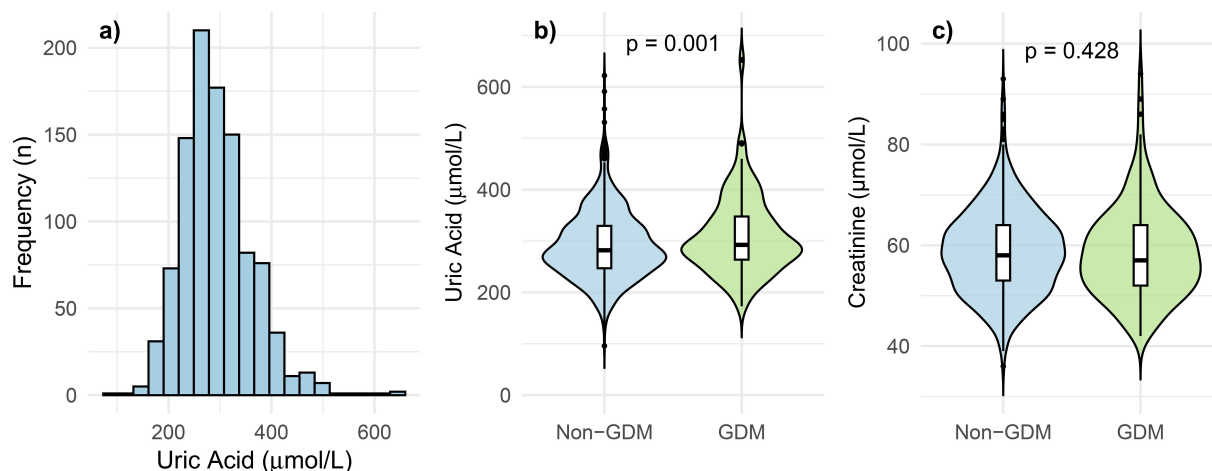 a)
Frequency (n)
200
150
100
50
0
200 400 600
Uric Acid (μmol/L)
b)
p = 0.001
Uric Acid (μmol/L)
600
400
200
0
Non−GDM GDM
c)
p = 0.428
Creatinine (μmol/L)
100
80
60
40
Non−GDM GDM